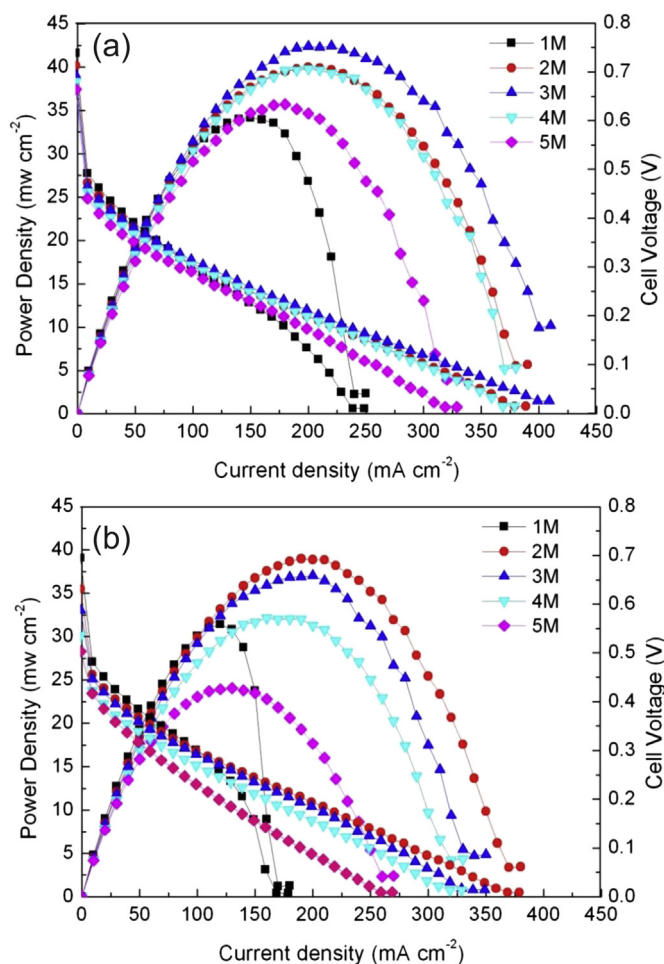 (a)
1M
2M
3M
4M
5M
45
40
35
30
25
20
15
10
5
0
Power Density (mw cm-2)
0.8
0.7
0.6
0.5
0.4
0.3
0.2
0.1
0.0
Cell Voltage (V)
0 50 100 150 200 250 300 350 400 450
Current density (mA cm-2)
(b)
1M
2M
3M
4M
5M
45
40
35
30
25
20
15
10
5
0
Power Density (mw cm-2)
0.8
0.7
0.6
0.5
0.4
0.3
0.2
0.1
0.0
Cell Voltage (V)
0 50 100 150 200 250 300 350 400 450
Current density (mA cm-2)